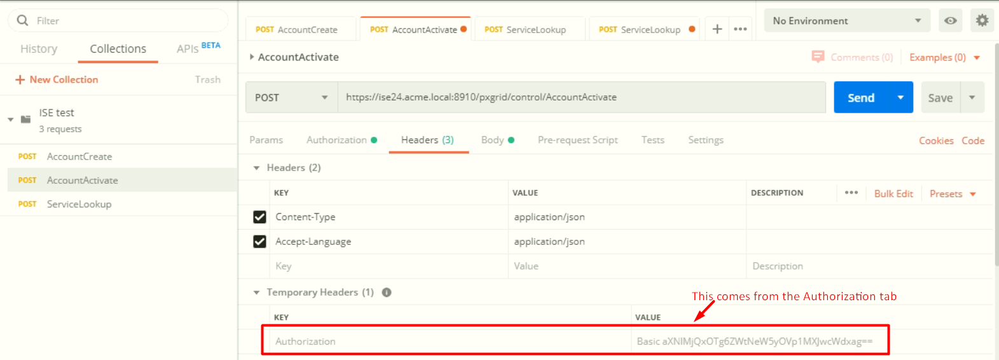 Filter
History Collections APIs BETA
+ New Collection Trash
ISE test
3 requests
POST AccountCreate
POST AccountActivate
POST ServiceLookup
POST AccountCreate POST AccountActivate POST ServiceLookup POST ServiceLookup + ••• No Environment
AccountActivate Comments (0) Examples (0)
POST https://ise24.acme.local:8910/pxgrid/control/AccountActivate Send Save
Params Authorization Headers (3) Body Pre-request Script Tests Settings Cookies Code
Headers (2)
KEY VALUE DESCRIPTION ••• Bulk Edit Presets
Content-Type application/json
Accept-Language application/json
Key Value Description
Temporary Headers (1)
This comes from the Authorization tab
KEY VALUE
Authorization Basic aXNlMjQxOTg6ZWtNeW5yOVp1MXJwcWdxag==